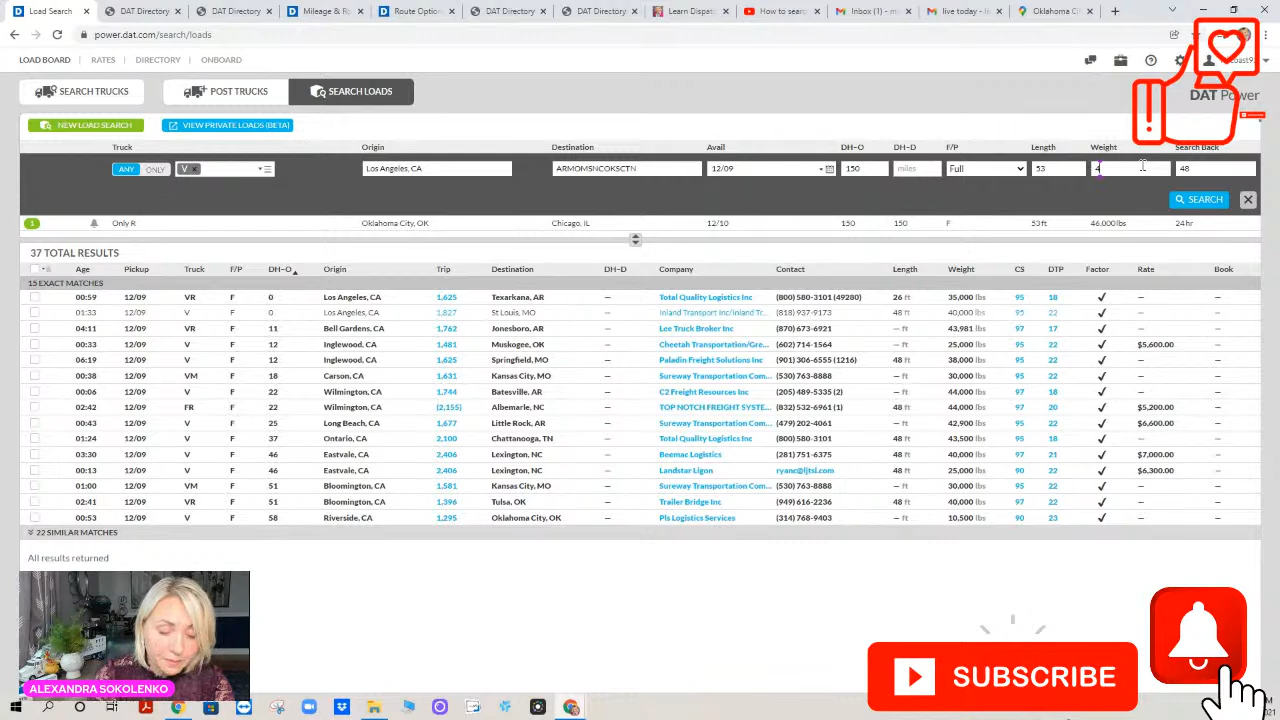 Load Search
DAT Directory
DAT Directory
Mileage & Ro
Route Option
DAT Directory
DAT Directory
Learn Dispatc
How to searc
Inbox (1) - m
live today - li
Oklahoma Ci
power.dat.com/search/loads
LOAD BOARD RATES DIRECTORY ONBOARD
SEARCH TRUCKS POST TRUCKS SEARCH LOADS
DAT Power
NEW LOAD SEARCH VIEW PRIVATE LOADS (BETA)
Truck Origin Destination Avail DH-O DH-D F/P Length Weight Search Back
ANY ONLY V Los Angeles, CA ARMOMSNCOKSCTN 12/09 150 miles Full 53 4 48
SEARCH
1 Only R Oklahoma City, OK Chicago, IL 12/10 150 150 F 53 ft 46,000 lbs 24 hr
37 TOTAL RESULTS
Age Pickup Truck F/P DH-O Origin Trip Destination DH-D Company Contact Length Weight CS DTP Factor Rate Book
15 EXACT MATCHES
00:59 12/09 VR F 0 Los Angeles, CA 1,625 Texarkana, AR — Total Quality Logistics Inc (800) 580-3101 (49280) 26 ft 35,000 lbs 95 18 ✓ — —
01:33 12/09 V F 0 Los Angeles, CA 1,827 St Louis, MO — Inland Transport Inc/Inland Tr... (818) 937-9173 48 ft 40,000 lbs 95 22 ✓ — —
04:11 12/09 VR F 11 Bell Gardens, CA 1,762 Jonesboro, AR — Lee Truck Broker Inc (870) 673-6921 — ft 43,981 lbs 97 17 ✓ — —
00:33 12/09 V F 12 Inglewood, CA 1,481 Muskogee, OK — Cheetah Transportation/Gre... (602) 714-1564 — ft 25,000 lbs 95 22 ✓ $5,600.00 —
06:19 12/09 V F 12 Inglewood, CA 1,625 Springfield, MO — Paladin Freight Solutions Inc (901) 306-6555 (1216) 48 ft 38,000 lbs 95 22 ✓ — —
00:38 12/09 VM F 18 Carson, CA 1,631 Kansas City, MO — Sureway Transportation Com... (530) 763-8888 — ft 30,000 lbs 95 22 ✓ — —
00:06 12/09 V F 22 Wilmington, CA 1,744 Batesville, AR — C2 Freight Resources Inc (205) 489-5335 (2) — ft 44,000 lbs 97 18 ✓ — —
02:42 12/09 FR F 22 Wilmington, CA (2,155) Albemarle, NC — TOP NOTCH FREIGHT SYSTE... (832) 532-6961 (1) 48 ft 44,000 lbs 97 20 ✓ $5,200.00 —
00:43 12/09 V F 25 Long Beach, CA 1,677 Little Rock, AR — Sureway Transportation Com... (479) 202-4061 — ft 42,900 lbs 95 22 ✓ $6,600.00 —
01:24 12/09 V F 37 Ontario, CA 2,100 Chattanooga, TN — Total Quality Logistics Inc (800) 580-3101 48 ft 43,500 lbs 95 18 ✓ — —
03:30 12/09 V F 46 Eastvale, CA 2,406 Lexington, NC — Beemac Logistics (281) 751-6375 48 ft 40,000 lbs 97 21 ✓ $7,000.00 —
00:13 12/09 V F 46 Eastvale, CA 2,406 Lexington, NC — Landstar Ligon ryanc@ljtsl.com 48 ft 25,000 lbs 90 22 ✓ $6,300.00 —
01:00 12/09 VM F 51 Bloomington, CA 1,581 Kansas City, MO — Sureway Transportation Com... (530) 763-8888 — ft 30,000 lbs 95 22 ✓ — —
02:41 12/09 VR F 51 Bloomington, CA 1,396 Tulsa, OK — Trailer Bridge Inc (949) 616-2236 48 ft 40,000 lbs 97 22 ✓ — —
00:53 12/09 V F 58 Riverside, CA 1,295 Oklahoma City, OK — Pls Logistics Services (314) 768-9403 — ft 10,500 lbs 90 23 ✓ — —
22 SIMILAR MATCHES
All results returned
ALEXANDRA SOKOLENKO
SUBSCRIBE